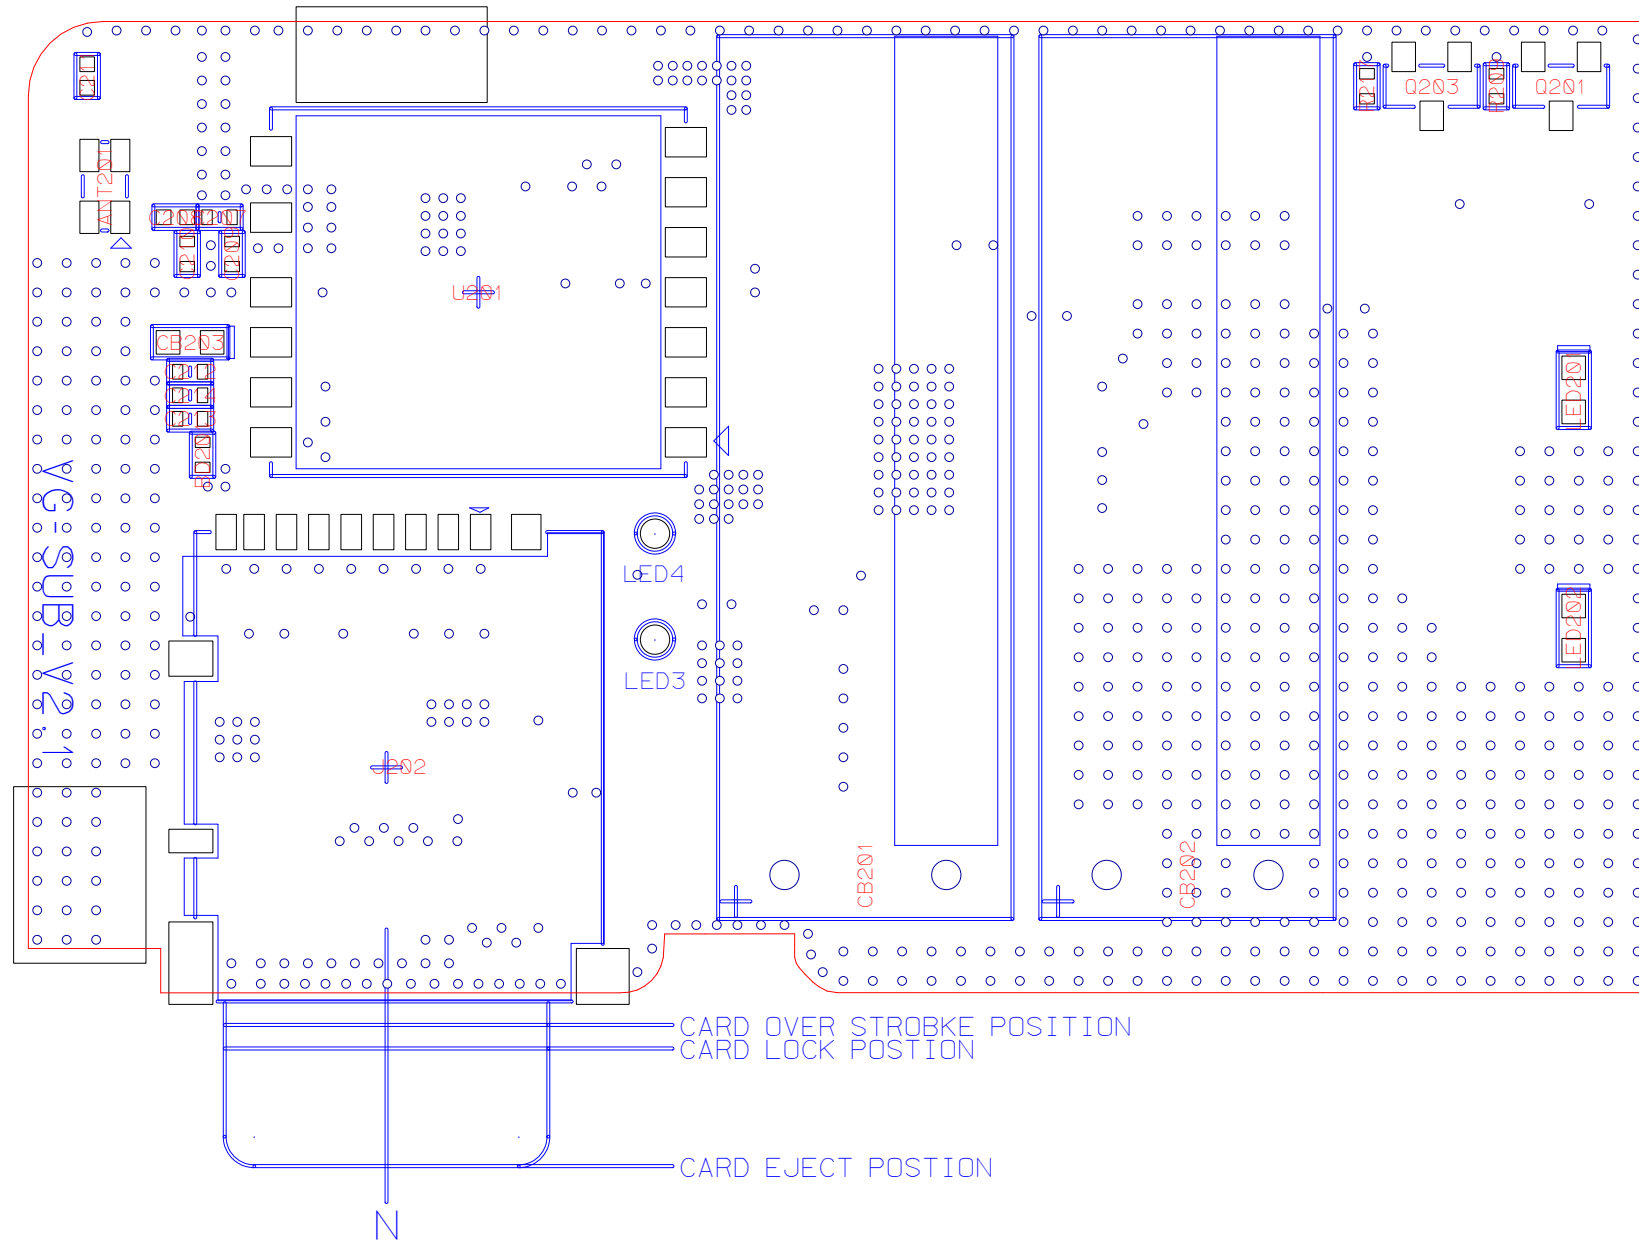 Q203
Q201
ANT201
U201
CB203
LED201
VG-SUB-V2.1
LED4
LED202
LED3
J202
CB201
CB202
CARD OVER STROBKE POSITION
CARD LOCK POSTION
CARD EJECT POSTION
N